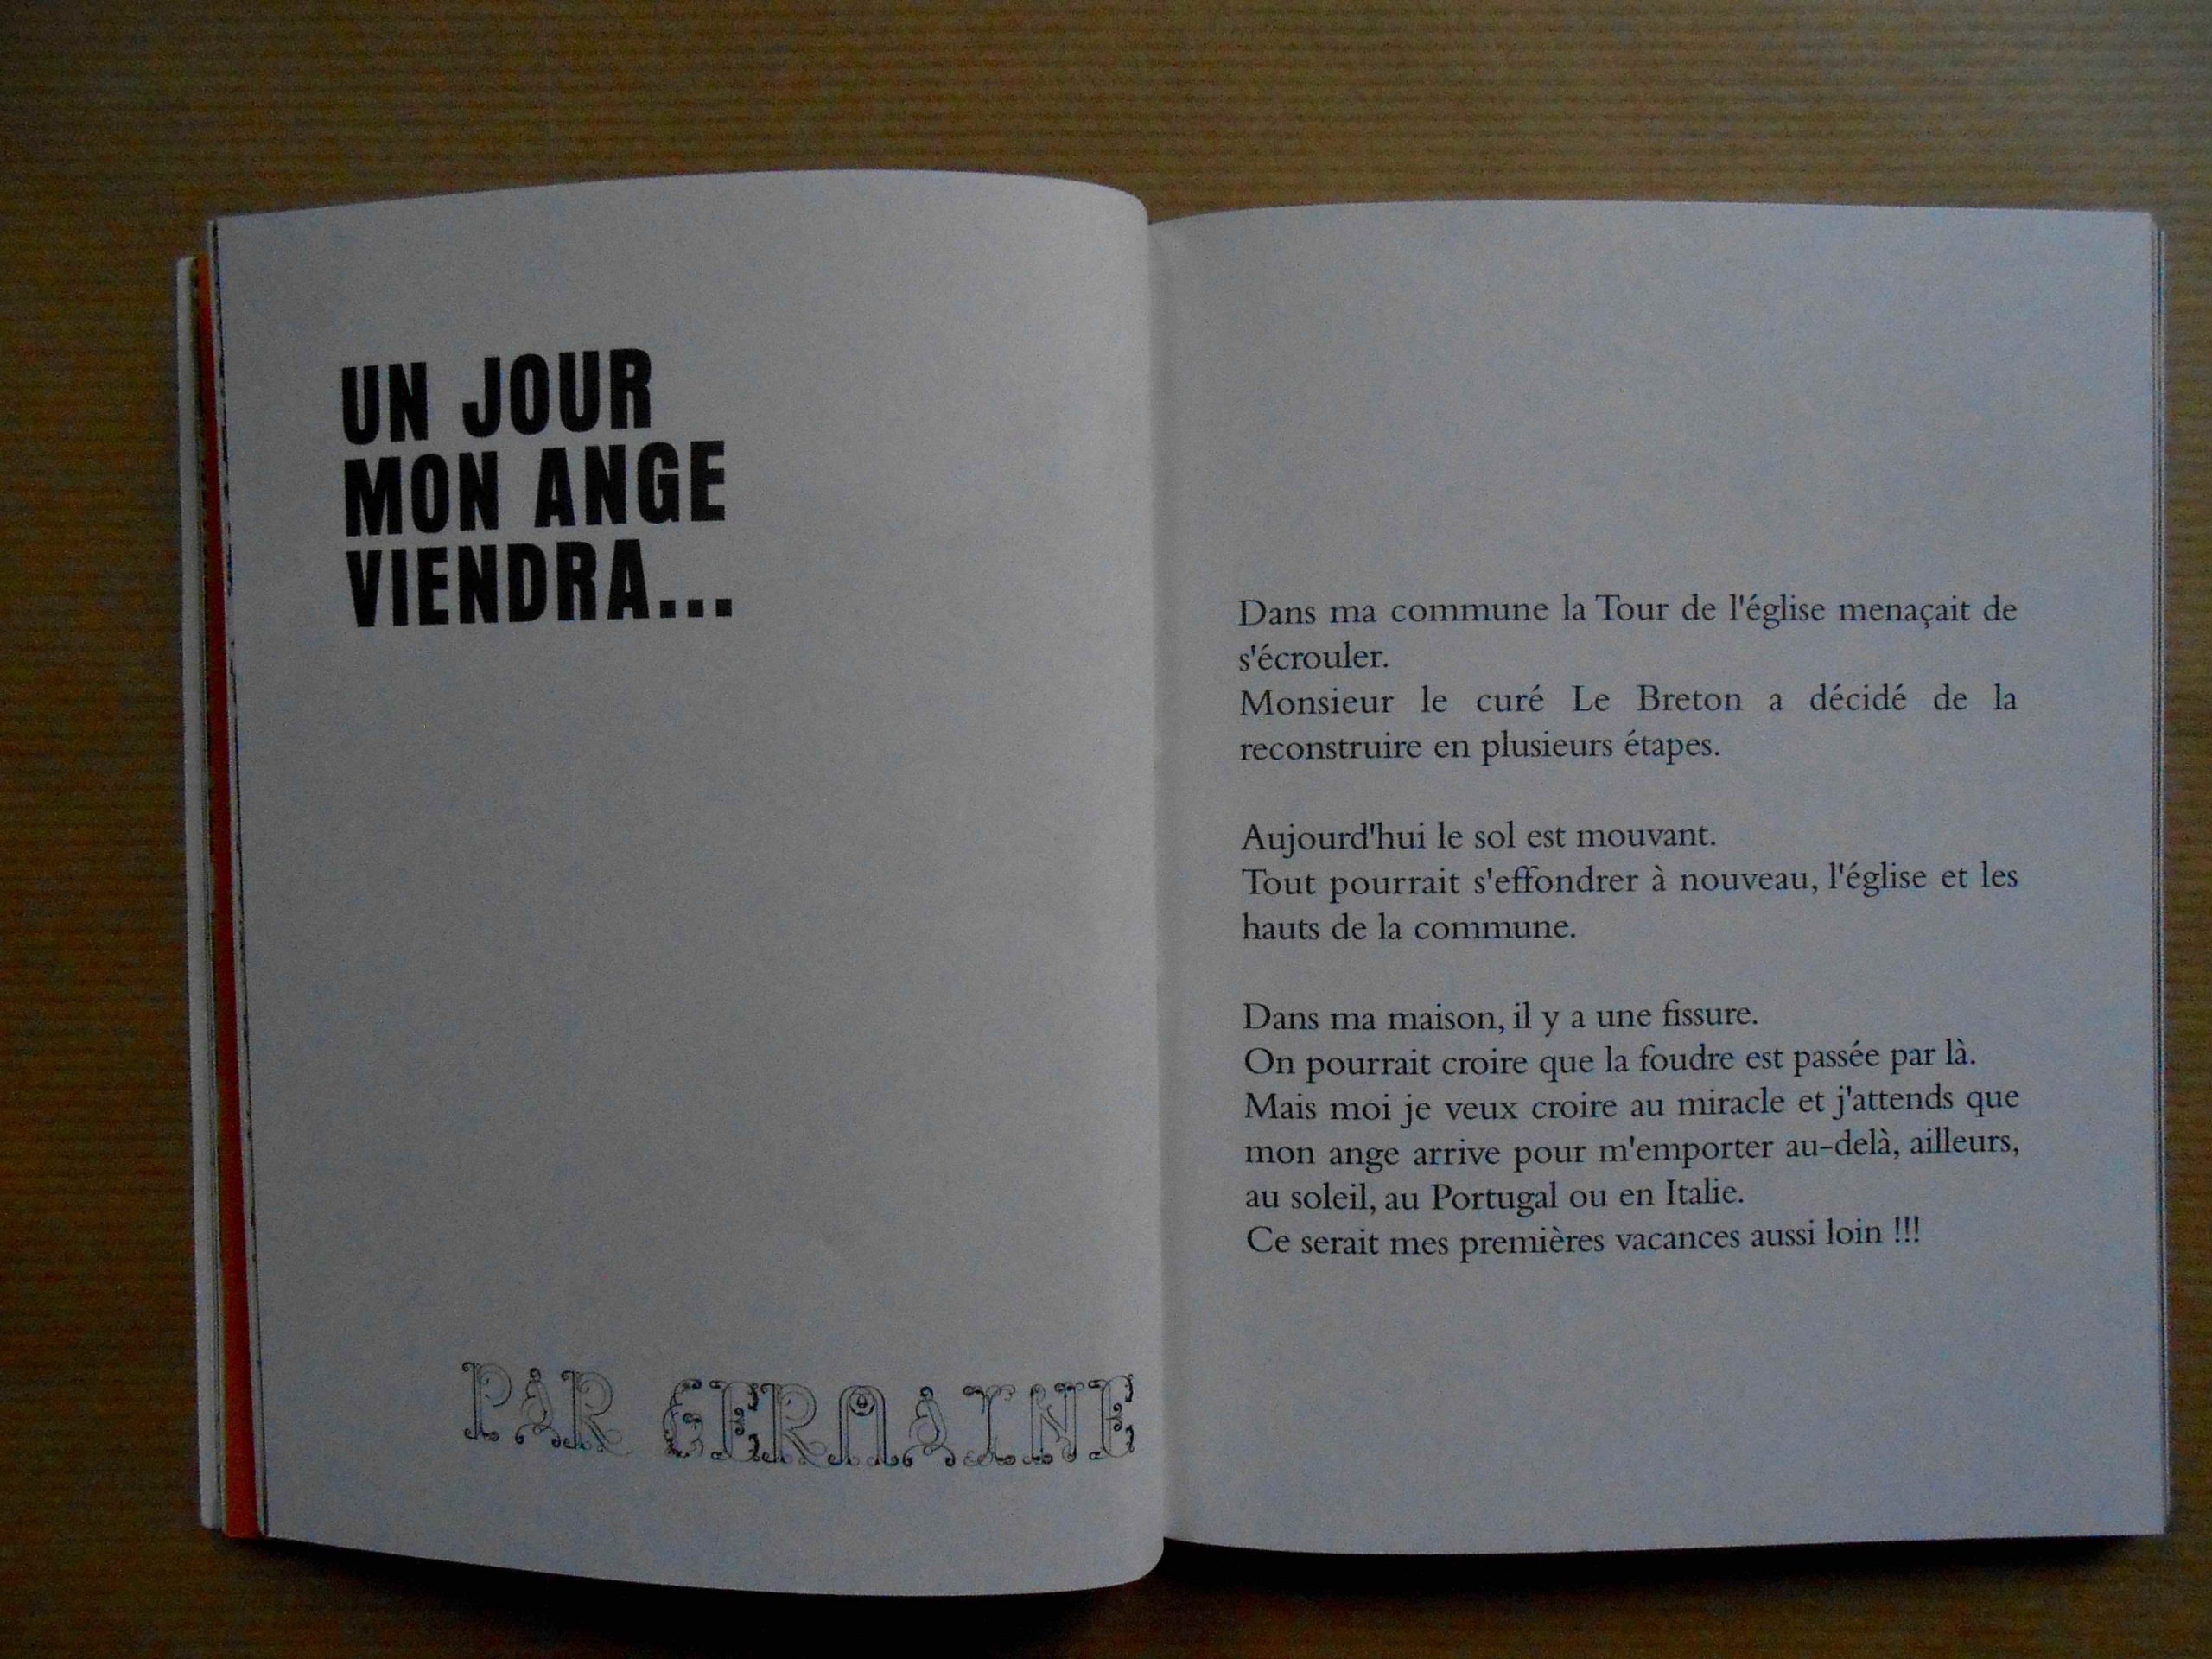 UN JOUR
MON ANGE
VIENDRA...
PAR GERMAINE
Dans ma commune la Tour de l'église menaçait de
s'écrouler.
Monsieur le curé Le Breton a décidé de la
reconstruire en plusieurs étapes.
Aujourd'hui le sol est mouvant.
Tout pourrait s'effondrer à nouveau, l'église et les
hauts de la commune.
Dans ma maison, il y a une fissure.
On pourrait croire que la foudre est passée par là.
Mais moi je veux croire au miracle et j'attends que
mon ange arrive pour m'emporter au-delà, ailleurs,
au soleil, au Portugal ou en Italie.
Ce serait mes premières vacances aussi loin !!!